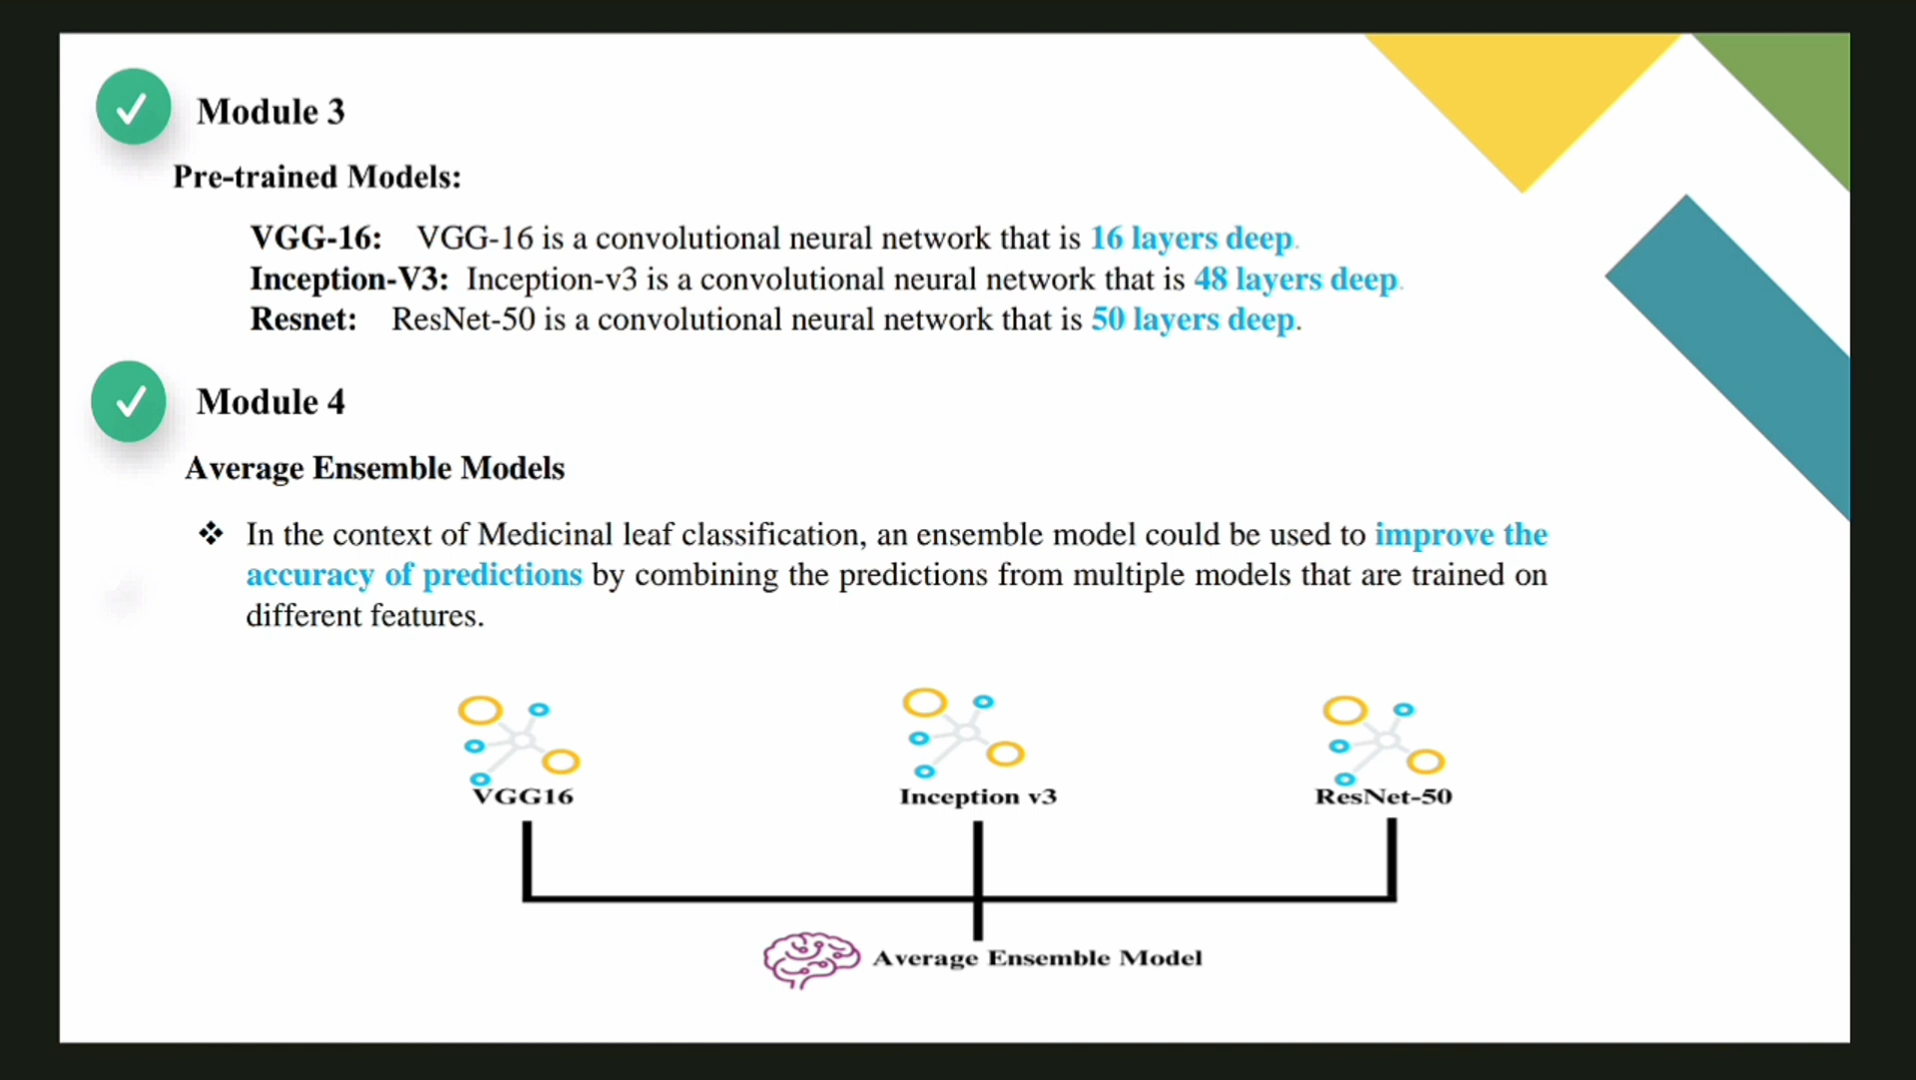 Module 3
Pre-trained Models:
VGG-16: VGG-16 is a convolutional neural network that is 16 layers deep.
Inception-V3: Inception-v3 is a convolutional neural network that is 48 layers deep.
Resnet: ResNet-50 is a convolutional neural network that is 50 layers deep.
Module 4
Average Ensemble Models
❖ In the context of Medicinal leaf classification, an ensemble model could be used to improve the
accuracy of predictions by combining the predictions from multiple models that are trained on
different features.
VGG16 Inception v3 ResNet-50
Average Ensemble Model